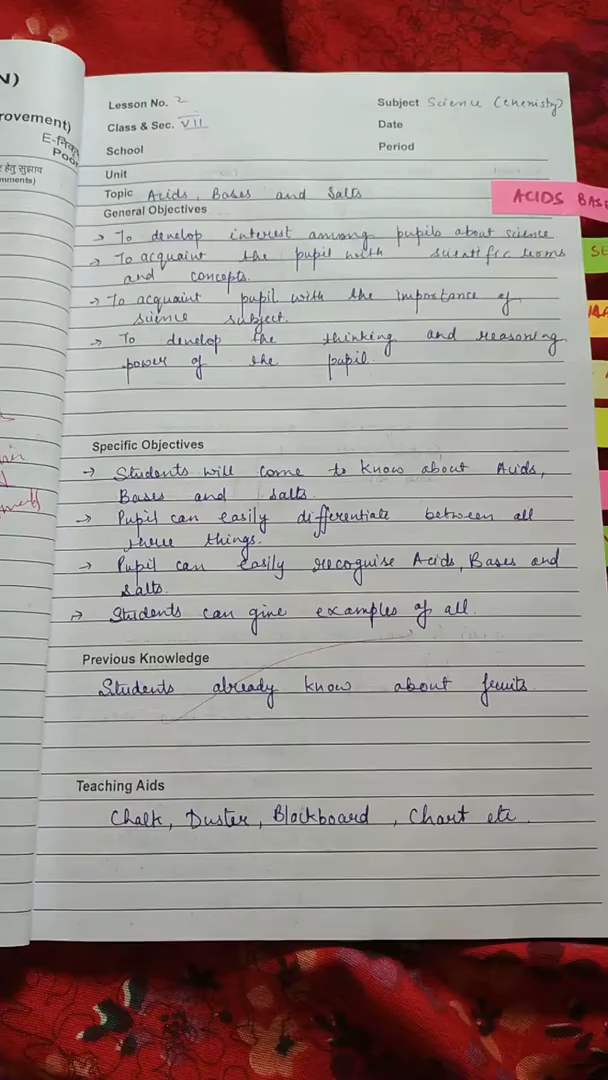 N)
rovement)
E-निकृ
Poor
र हेतु सुझाव
mments)
Lesson No. 2
Subject Science (Chemistry)
Class & Sec. VII
Date
School
Period
Unit
Topic Acids, Bases and Salts
ACIDS BASE
General Objectives
→ To develop interest among pupils about science
→ To acquaint the pupil with scientific terms
and concepts.
→ To acquaint pupil with the importance of
science subject.
→ To develop the thinking and reasoning
power of the pupil.
Specific Objectives
→ Students will come to know about Acids,
Bases and salts.
→ Pupil can easily differentiate between all
these things.
→ Pupil can easily recognise Acids, Bases and
Salts.
→ Students can give examples of all.
Previous Knowledge
Students already know about fruits.
Teaching Aids
Chalk, Duster, Blackboard, Chart etc.